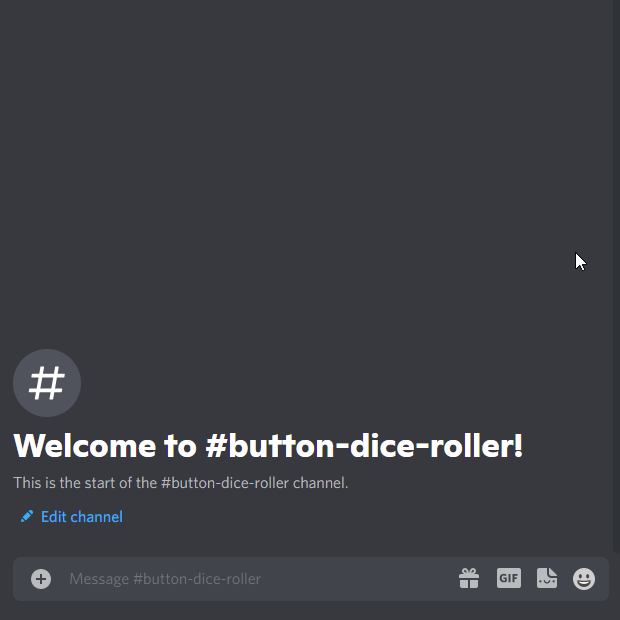 #
Welcome to #button-dice-roller!
This is the start of the #button-dice-roller channel.
Edit channel
Message #button-dice-roller GIF